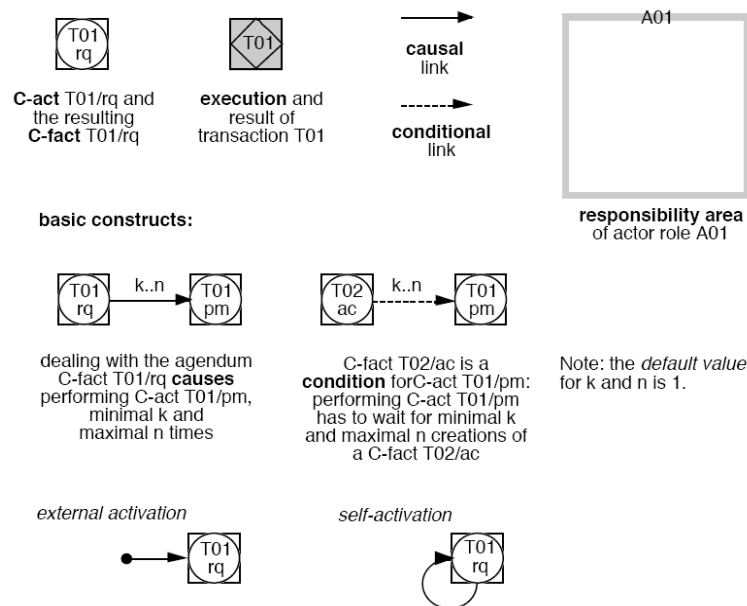 T01
rq
C-act T01/rq and
the resulting
C-fact T01/rq
T01
execution and
result of
transaction T01
causal
link
conditional
link
A01
responsibility area
of actor role A01
basic constructs:
T01
rq
k..n
T01
pm
dealing with the agendum
C-fact T01/rq causes
performing C-act T01/pm,
minimal k and
maximal n times
T02
ac
k..n
T01
pm
C-fact T02/ac is a
condition forC-act T01/pm:
performing C-act T01/pm
has to wait for minimal k
and maximal n creations of
a C-fact T02/ac
Note: the default value
for k and n is 1.
external activation
T01
rq
self-activation
T01
rq